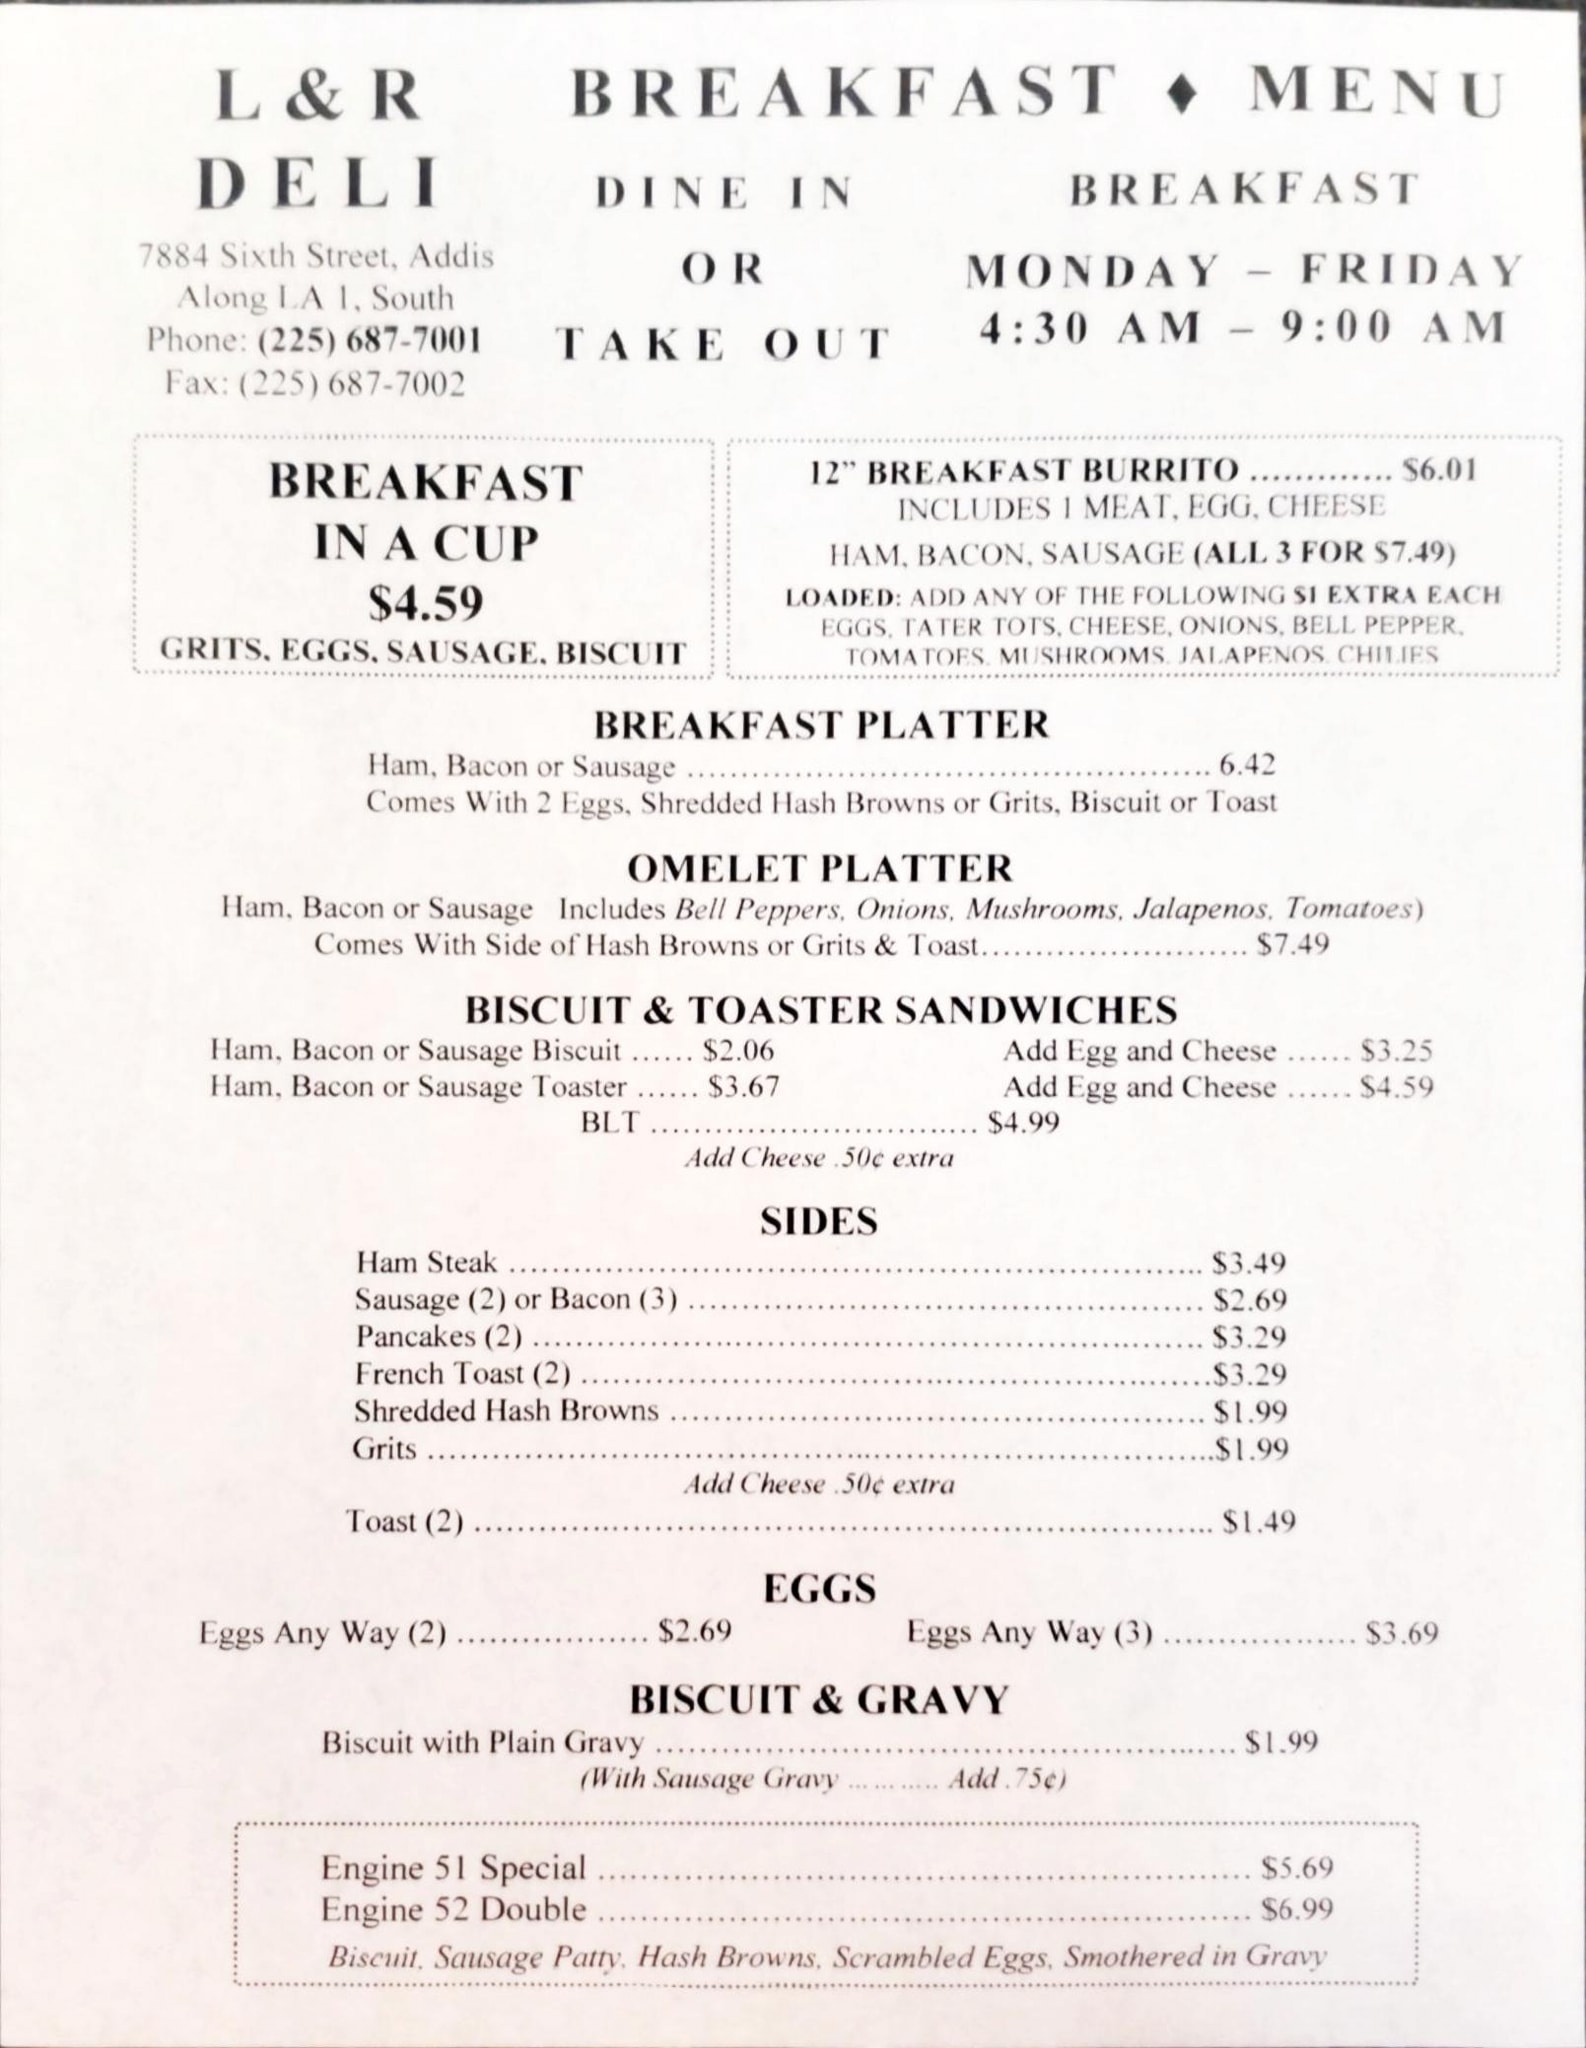 L & R
DELI
7884 Sixth Street, Addis
Along LA 1, South
Phone: (225) 687-7001
Fax: (225) 687-7002
BREAKFAST ♦ MENU
DINE IN
OR
TAKE OUT
BREAKFAST
MONDAY – FRIDAY
4:30 AM – 9:00 AM
BREAKFAST
IN A CUP
$4.59
GRITS, EGGS, SAUSAGE, BISCUIT
12” BREAKFAST BURRITO ............. $6.01
INCLUDES 1 MEAT, EGG, CHEESE
HAM, BACON, SAUSAGE (ALL 3 FOR $7.49)
LOADED: ADD ANY OF THE FOLLOWING $1 EXTRA EACH
EGGS, TATER TOTS, CHEESE, ONIONS, BELL PEPPER,
TOMATOES, MUSHROOMS, JALAPENOS, CHILIES
BREAKFAST PLATTER
Ham, Bacon or Sausage ................................................ 6.42
Comes With 2 Eggs, Shredded Hash Browns or Grits, Biscuit or Toast
OMELET PLATTER
Ham, Bacon or Sausage Includes Bell Peppers, Onions, Mushrooms, Jalapenos, Tomatoes)
Comes With Side of Hash Browns or Grits & Toast......................... $7.49
BISCUIT & TOASTER SANDWICHES
Ham, Bacon or Sausage Biscuit ...... $2.06 Add Egg and Cheese ...... $3.25
Ham, Bacon or Sausage Toaster ...... $3.67 Add Egg and Cheese ...... $4.59
BLT .............................. $4.99
Add Cheese .50¢ extra
SIDES
Ham Steak ................................................................ $3.49
Sausage (2) or Bacon (3) ................................................ $2.69
Pancakes (2) .............................................................. $3.29
French Toast (2) ..........................................................$3.29
Shredded Hash Browns ................................................. $1.99
Grits ........................................................................$1.99
Add Cheese .50¢ extra
Toast (2) .................................................................... $1.49
EGGS
Eggs Any Way (2) .................. $2.69 Eggs Any Way (3) .................. $3.69
BISCUIT & GRAVY
Biscuit with Plain Gravy ...................................................... $1.99
(With Sausage Gravy ........... Add .75¢)
Engine 51 Special ............................................................ $5.69
Engine 52 Double ............................................................ $6.99
Biscuit, Sausage Patty, Hash Browns, Scrambled Eggs, Smothered in Gravy